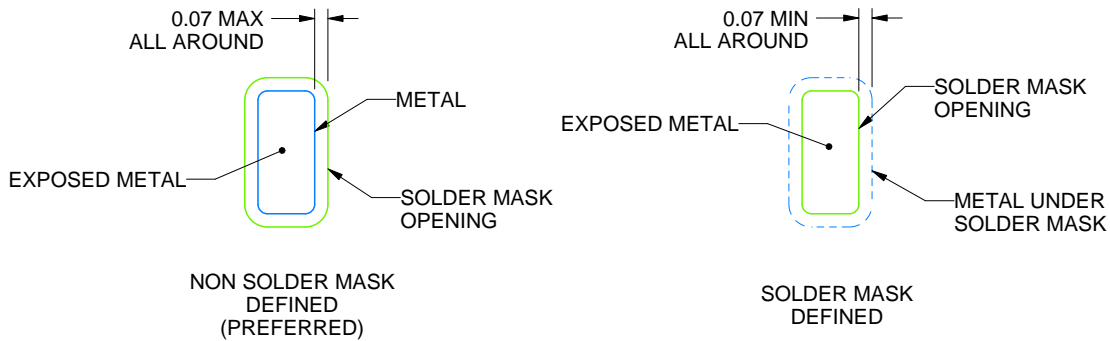 0.07 MAX
ALL AROUND
METAL
EXPOSED METAL
SOLDER MASK
OPENING
NON SOLDER MASK
DEFINED
(PREFERRED)
0.07 MIN
ALL AROUND
SOLDER MASK
OPENING
EXPOSED METAL
METAL UNDER
SOLDER MASK
SOLDER MASK
DEFINED